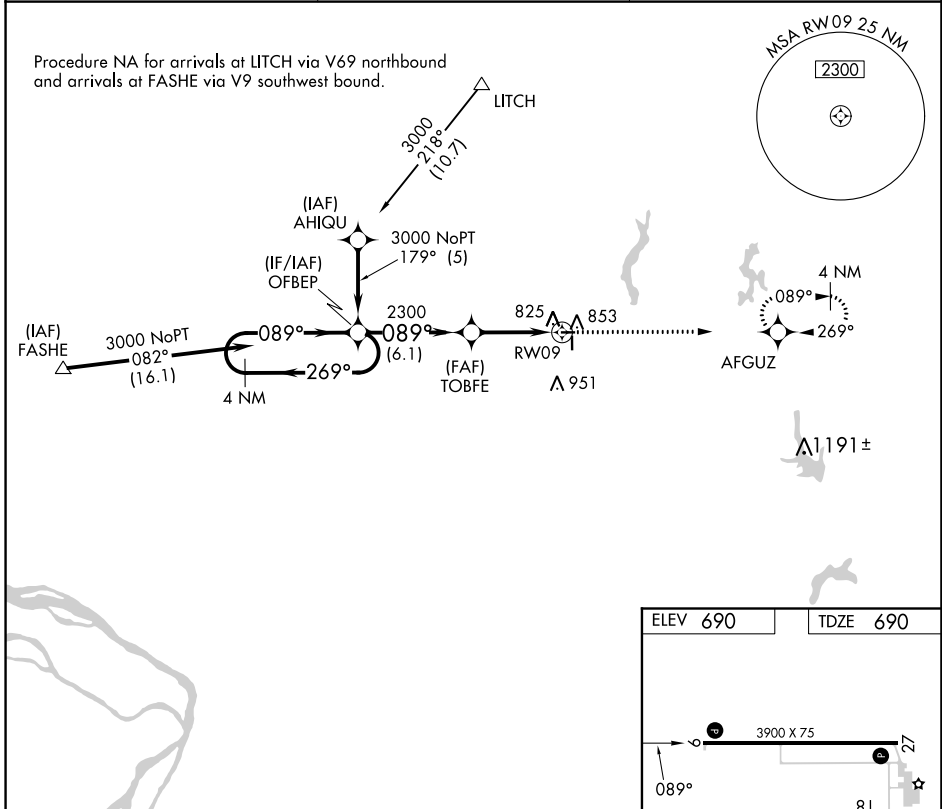 Procedure NA for arrivals at LITCH via V69 northbound
and arrivals at FASHE via V9 southwest bound.
MSA RW09 25 NM
2300
LITCH
3000
218°
(10.7)
(IAF)
AHIQU
3000 NoPT
179° (5)
(IF/IAF)
OFBEP
(IAF)
FASHE
3000 NoPT
082°
(16.1)
089°
269°
4 NM
2300
089°
(6.1)
(FAF)
TOBFE
825
853
RW09
951
4 NM
089°
269°
AFGUZ
1191±
ELEV 690
TDZE 690
9
P
3900 X 75
27
P
089°